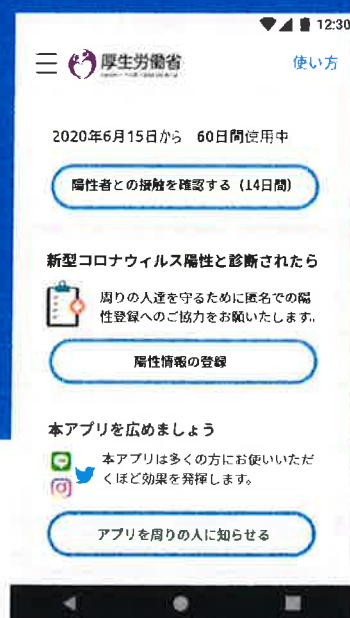 12:30
厚生労働省
使い方
2020年6月15日から 60日間使用中
陽性者との接触を確認する（14日間）
新型コロナウィルス陽性と診断されたら
周りの人達を守るために匿名での陽
性登録へのご協力をお願いたします。
陽性情報の登録
本アプリを広めましょう
本アプリは多くの方にお使いいただ
くほど効果を発揮します。
アプリを周りの人に知らせる